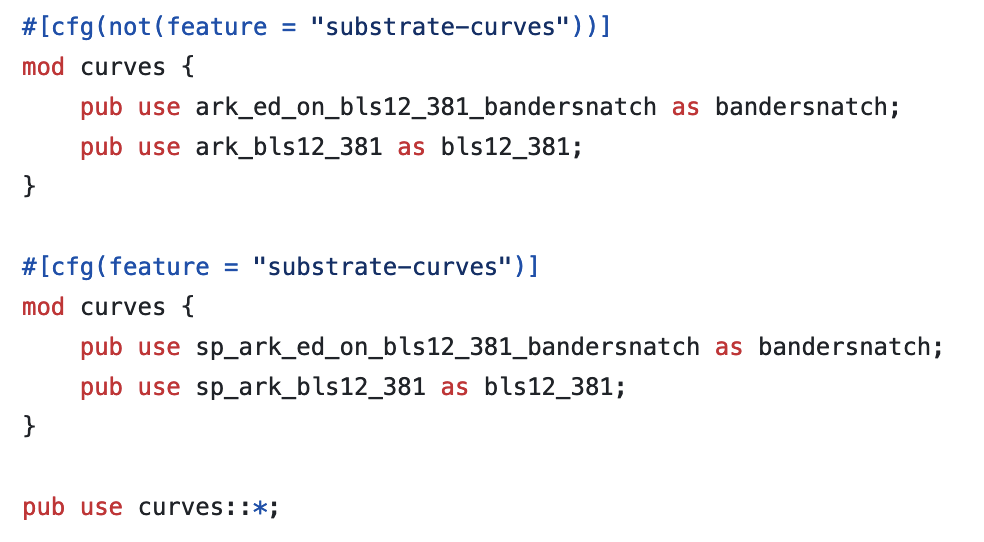 #[cfg(not(feature = "substrate-curves"))]
mod curves {
    pub use ark_ed_on_bls12_381_bandersnatch as bandersnatch;
    pub use ark_bls12_381 as bls12_381;
}

#[cfg(feature = "substrate-curves")]
mod curves {
    pub use sp_ark_ed_on_bls12_381_bandersnatch as bandersnatch;
    pub use sp_ark_bls12_381 as bls12_381;
}

pub use curves::*;